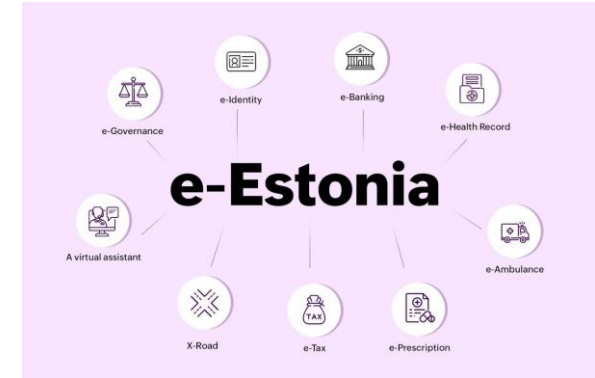 e-Identity
e-Banking
e-Governance
e-Health Record
e-Estonia
A virtual assistant
e-Ambulance
X-Road
TAX
e-Tax
e-Prescription